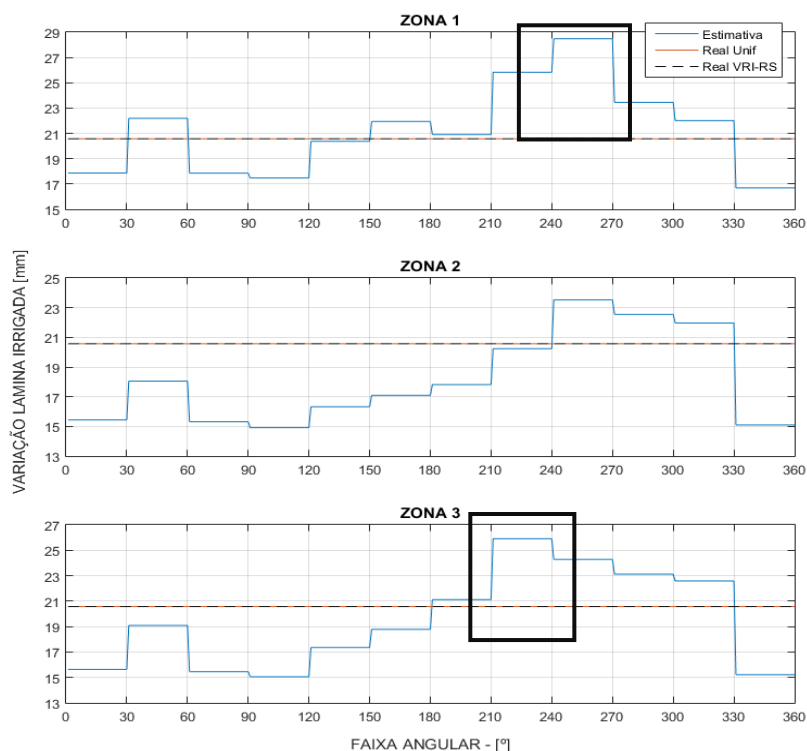 ZONA 1
Estimativa
Real Unif
Real VRI-RS
29
27
25
23
21
19
17
15
0 30 60 90 120 150 180 210 240 270 300 330 360
VARIAÇÃO LAMINA IRRIGADA [mm]
ZONA 2
25
23
21
19
17
15
13
0 30 60 90 120 150 180 210 240 270 300 330 360
ZONA 3
27
25
23
21
19
17
15
13
0 30 60 90 120 150 180 210 240 270 300 330 360
FAIXA ANGULAR - [º]